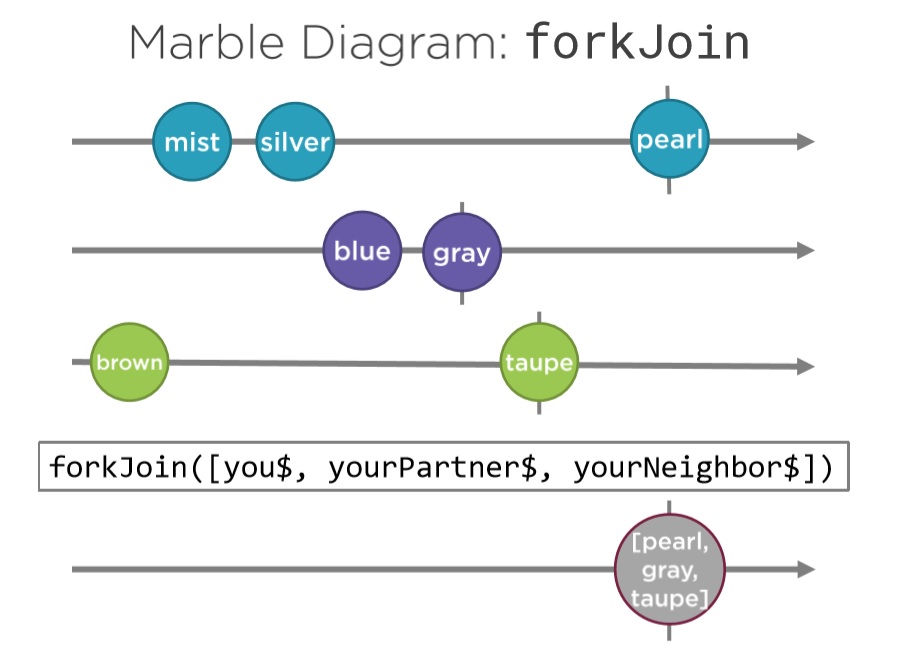 Marble Diagram: forkJoin
mist
silver
pearl
blue
gray
brown
taupe
forkJoin([you$, yourPartner$, yourNeighbor$])
[pearl,
gray,
taupe]